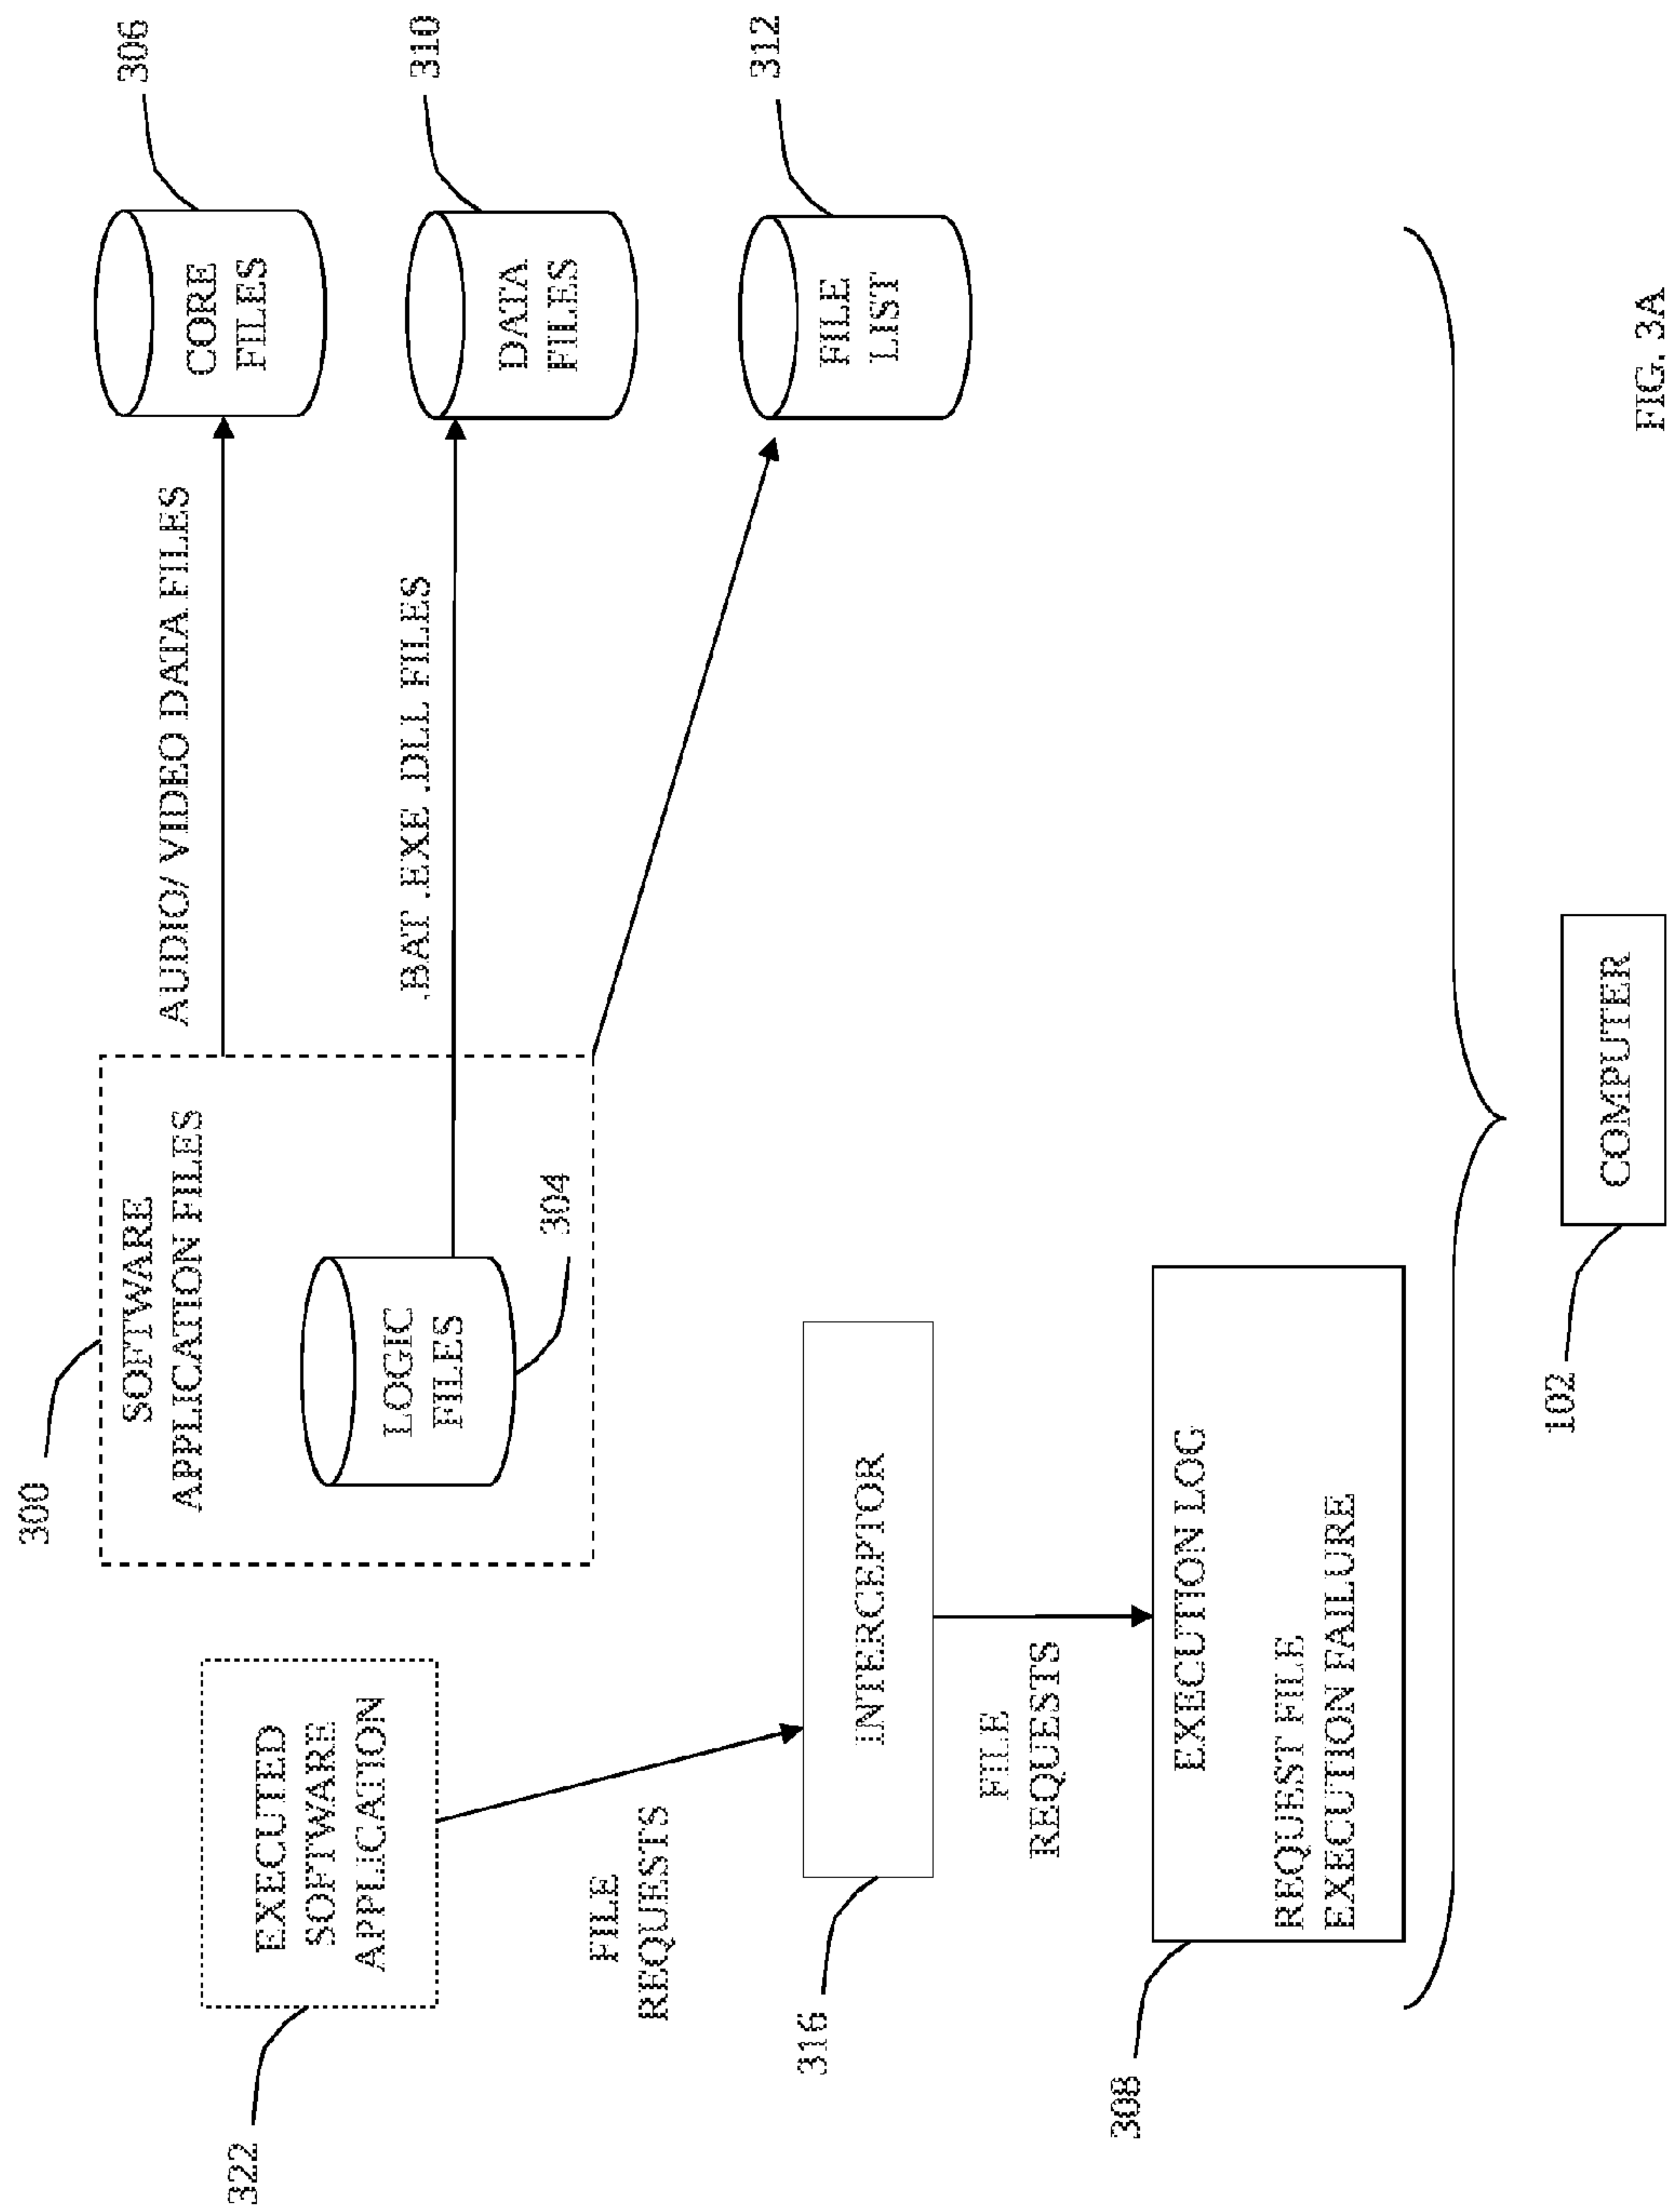 300
SOFTWARE
APPLICATION FILES
LOGIC
FILES
304
AUDIO/ VIDEO DATA FILES
.BAT .EXE .DLL FILES
CORE
FILES
306
DATA
FILES
310
FILE
LIST
312
322
EXECUTED
SOFTWARE
APPLICATION
FILE
REQUESTS
316
INTERCEPTOR
FILE
REQUESTS
308
EXECUTION LOG
REQUEST FILE
EXECUTION FAILURE
102
COMPUTER
FIG. 3A